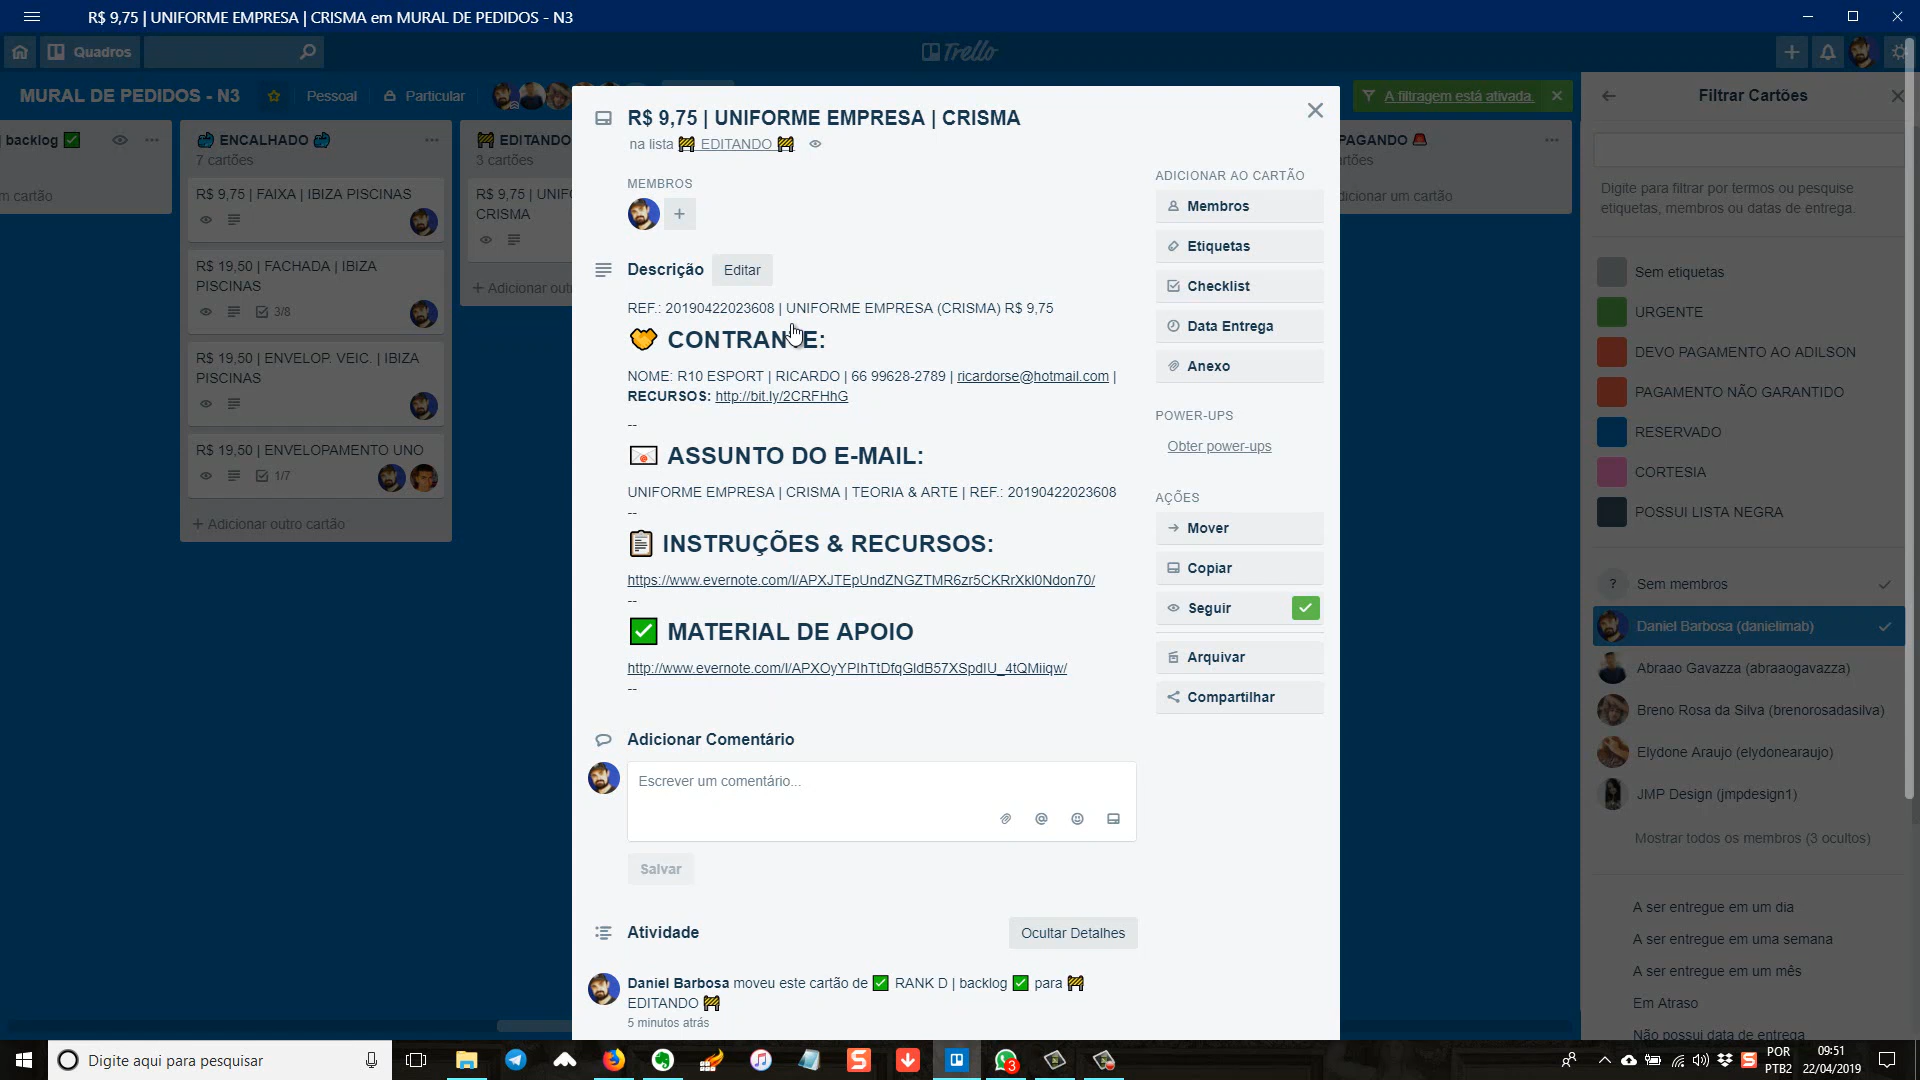 R$ 9,75 | UNIFORME EMPRESA | CRISMA em MURAL DE PEDIDOS - N3
Quadros
Trello
MURAL DE PEDIDOS - N3
Pessoal
Particular
A filtragem está ativada.
Filtrar Cartões
backlog
m cartão
ENCALHADO
7 cartões
R$ 9,75 | FAIXA | IBIZA PISCINAS
R$ 19,50 | FACHADA | IBIZA
PISCINAS
3/8
R$ 19,50 | ENVELOP. VEIC. | IBIZA
PISCINAS
R$ 19,50 | ENVELOPAMENTO UNO
1/7
+ Adicionar outro cartão
EDITANDO
3 cartões
R$ 9,75 | UNIF
CRISMA
+ Adicionar out
R$ 9,75 | UNIFORME EMPRESA | CRISMA
na lista EDITANDO
MEMBROS
Descrição
Editar
REF.: 20190422023608 | UNIFORME EMPRESA (CRISMA) R$ 9,75
CONTRANTE:
NOME: R10 ESPORT | RICARDO | 66 99628-2789 | ricardorse@hotmail.com |
RECURSOS: http://bit.ly/2CRFHhG
--
ASSUNTO DO E-MAIL:
UNIFORME EMPRESA | CRISMA | TEORIA & ARTE | REF.: 20190422023608
--
INSTRUÇÕES & RECURSOS:
https://www.evernote.com/l/APXJTEpUndZNGZTMR6zr5CKRrXkl0Ndon70/
--
MATERIAL DE APOIO
http://www.evernote.com/l/APXOyYPIhTtDfqGldB57XSpdIU_4tQMiiqw/
--
Adicionar Comentário
Escrever um comentário...
Salvar
Atividade
Ocultar Detalhes
Daniel Barbosa moveu este cartão de RANK D | backlog para
EDITANDO
5 minutos atrás
ADICIONAR AO CARTÃO
Membros
Etiquetas
Checklist
Data Entrega
Anexo
POWER-UPS
Obter power-ups
AÇÕES
Mover
Copiar
Seguir
Arquivar
Compartilhar
PAGANDO
rtões
dicionar um cartão
Digite para filtrar por termos ou pesquise
etiquetas, membros ou datas de entrega.
Sem etiquetas
URGENTE
DEVO PAGAMENTO AO ADILSON
PAGAMENTO NÃO GARANTIDO
RESERVADO
CORTESIA
POSSUI LISTA NEGRA
? Sem membros
Daniel Barbosa (danielimab)
Abraao Gavazza (abraaogavazza)
Breno Rosa da Silva (brenorosadasilva)
Elydone Araujo (elydonearaujo)
JMP Design (jmpdesign1)
Mostrar todos os membros (3 ocultos)
A ser entregue em um dia
A ser entregue em uma semana
A ser entregue em um mês
Em Atraso
Não possui data de entrega
Digite aqui para pesquisar
3
POR
PTB2
09:51
22/04/2019